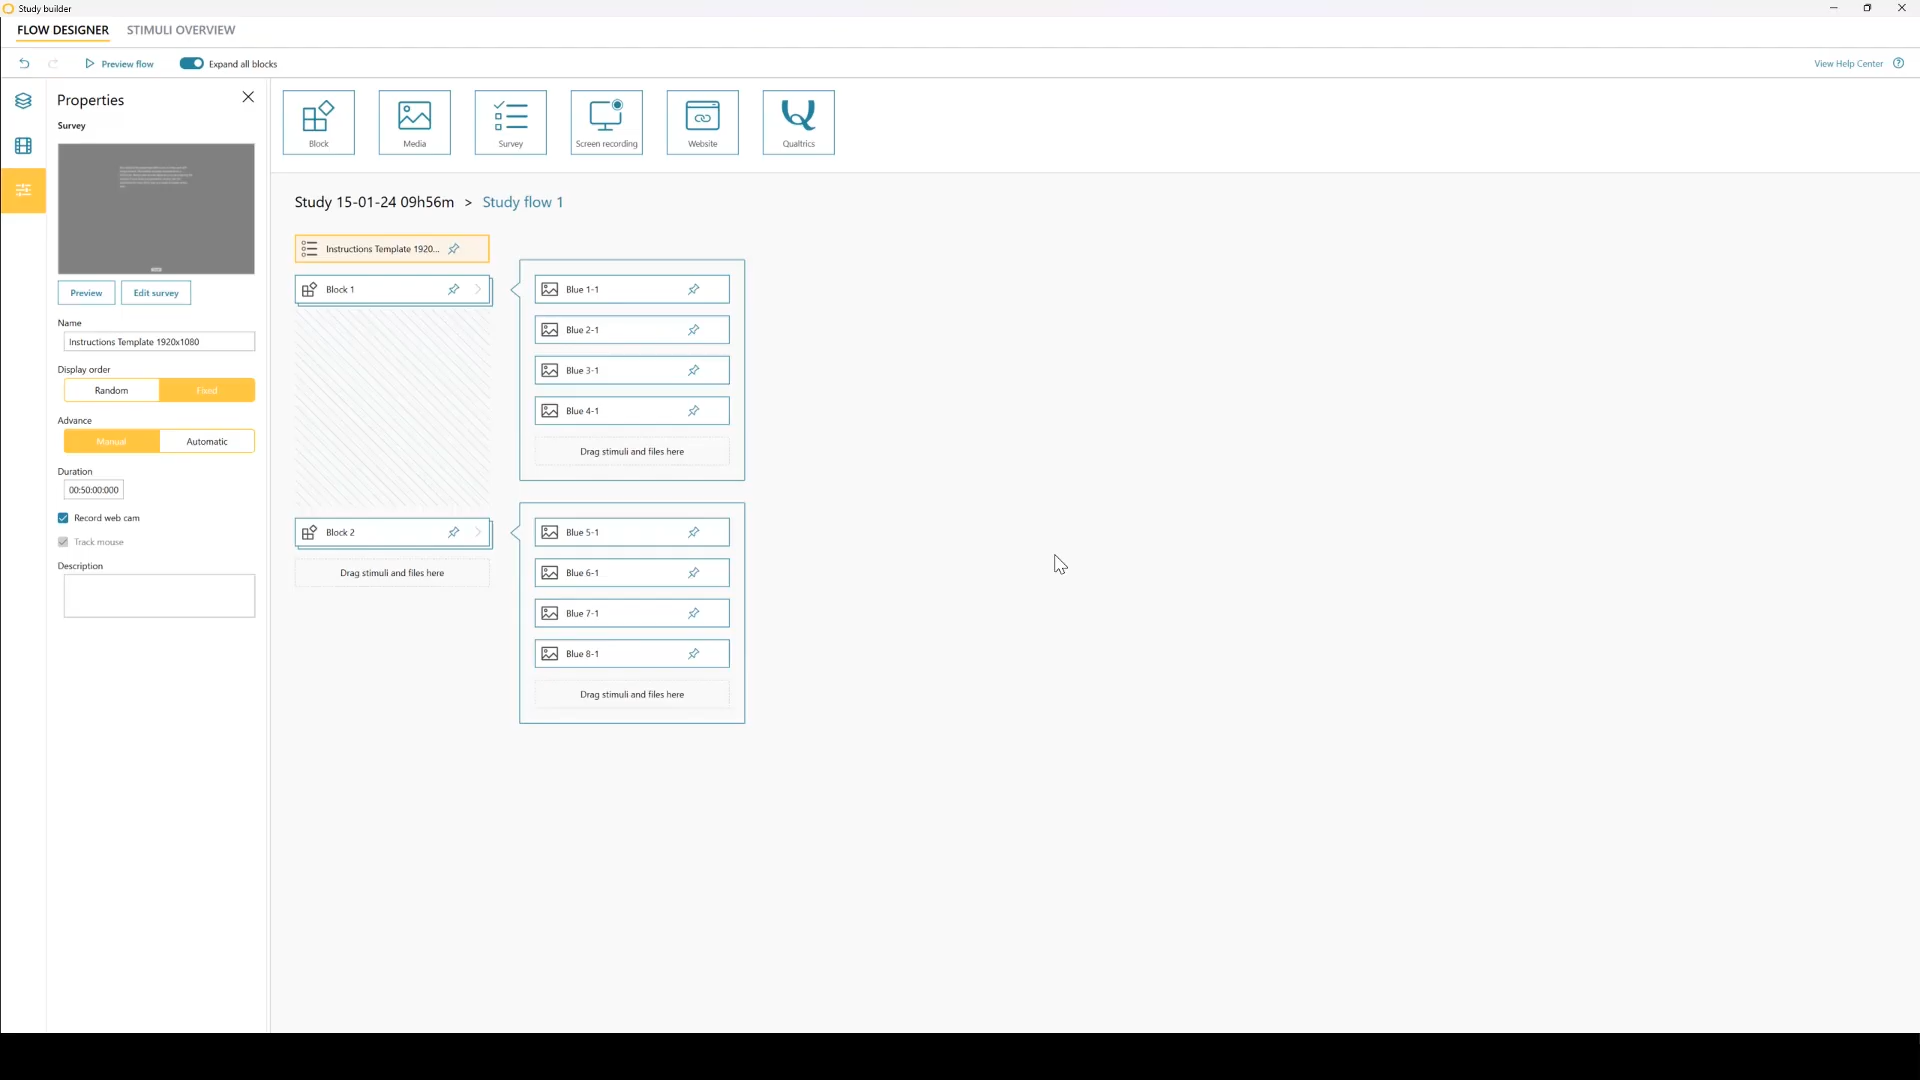 Study builder
FLOW DESIGNER STIMULI OVERVIEW
Preview flow Expand all blocks View Help Center
Properties
Survey
Block Media Survey Screen recording Website Qualtrics
Study 15-01-24 09h56m > Study flow 1
Instructions Template 1920...
Preview Edit survey
Block 1
Blue 1-1
Name
Instructions Template 1920x1080
Blue 2-1
Display order
Random Fixed
Blue 3-1
Advance
Manual Automatic
Blue 4-1
Drag stimuli and files here
Duration
00:50:00:000
Record web cam
Track mouse
Description
Block 2
Blue 5-1
Drag stimuli and files here
Blue 6-1
Blue 7-1
Blue 8-1
Drag stimuli and files here